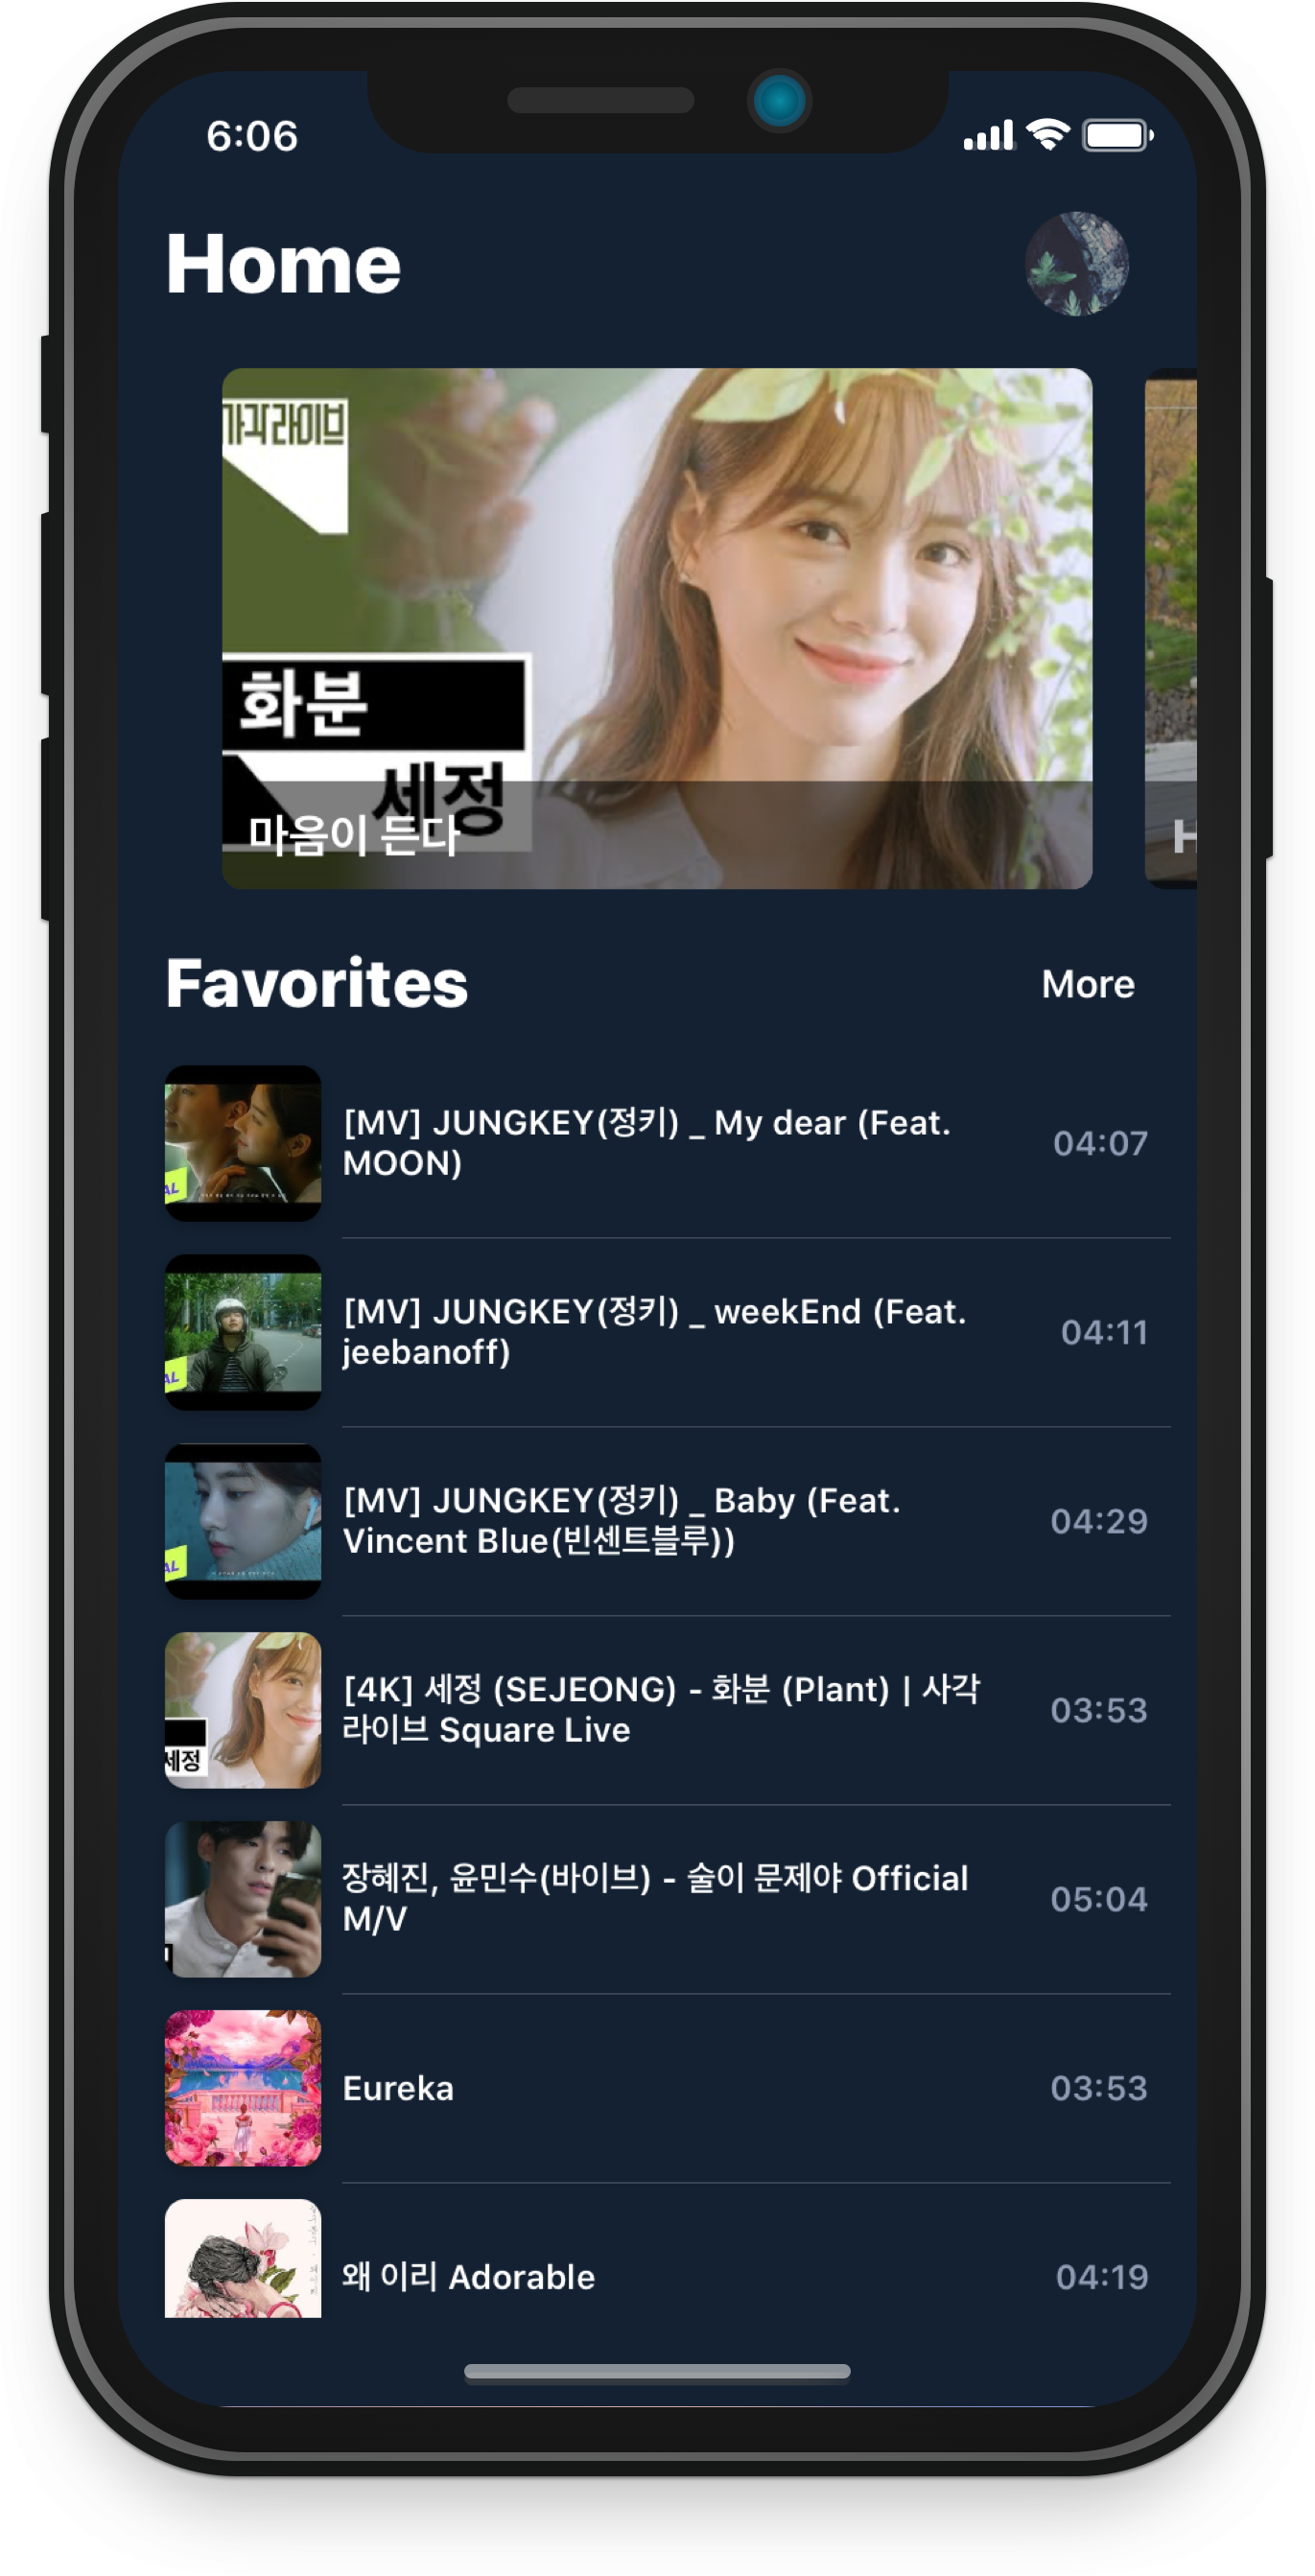 6:06
Home
각라이브
화분
세정
마음이 든다
H
Favorites
More
[MV] JUNGKEY(정키) _ My dear (Feat.
MOON)
04:07
[MV] JUNGKEY(정키) _ weekEnd (Feat.
jeebanoff)
04:11
[MV] JUNGKEY(정키) _ Baby (Feat.
Vincent Blue(빈센트블루))
04:29
세정
[4K] 세정 (SEJEONG) - 화분 (Plant) | 사각
라이브 Square Live
03:53
장혜진, 윤민수(바이브) - 술이 문제야 Official
M/V
05:04
Eureka
03:53
왜 이리 Adorable
04:19